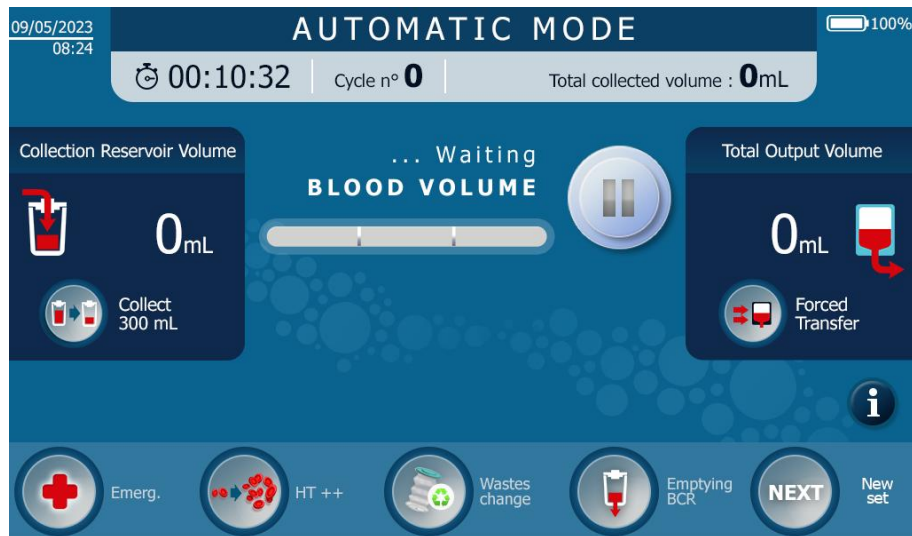 09/05/2023
08:24
AUTOMATIC MODE
100%
00:10:32
Cycle n° 0
Total collected volume : 0mL
Collection Reservoir Volume
0mL
Collect
300 mL
... Waiting
BLOOD VOLUME
Total Output Volume
0mL
Forced
Transfer
i
Emerg.
HT ++
Wastes
change
Emptying
BCR
NEXT
New
set